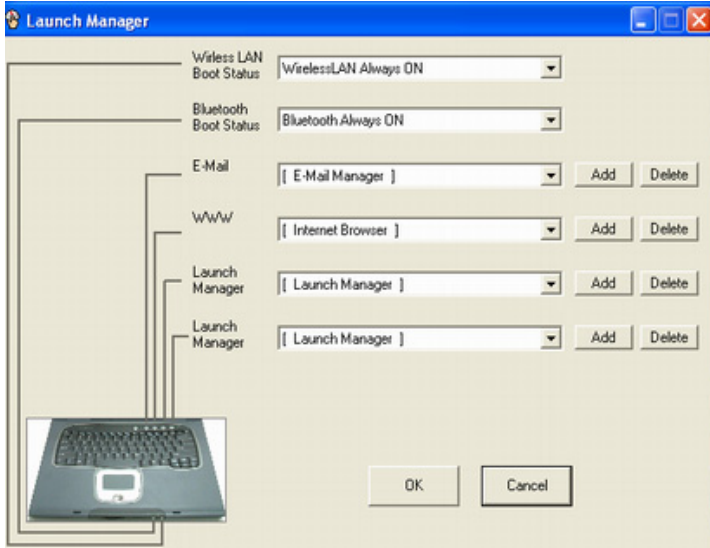 Launch Manager
Wirless LAN
Boot Status
WirelessLAN Always ON
Bluetooth
Boot Status
Bluetooth Always ON
E-Mail
[ E-Mail Manager ]
Add
Delete
WWW
[ Internet Browser ]
Add
Delete
Launch
Manager
[ Launch Manager ]
Add
Delete
Launch
Manager
[ Launch Manager ]
Add
Delete
OK
Cancel